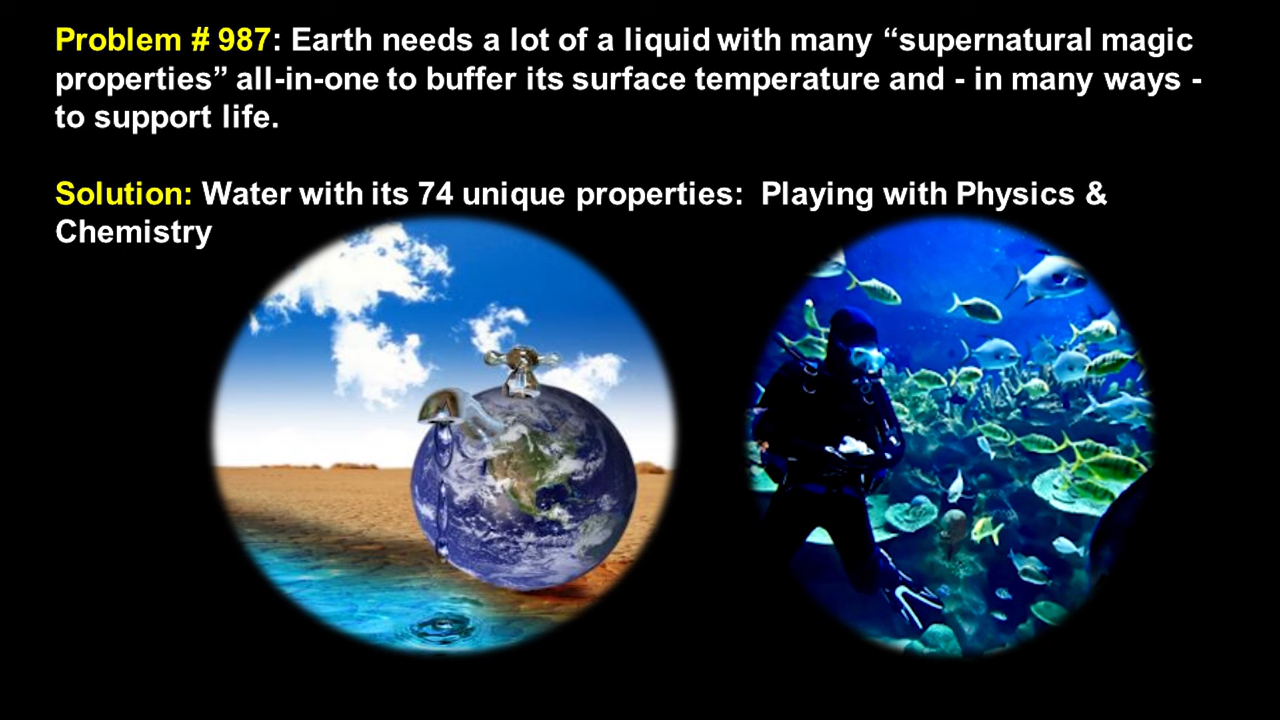 Problem # 987: Earth needs a lot of a liquid with many “supernatural magic
properties” all-in-one to buffer its surface temperature and - in many ways -
to support life.
Solution: Water with its 74 unique properties:  Playing with Physics &
Chemistry